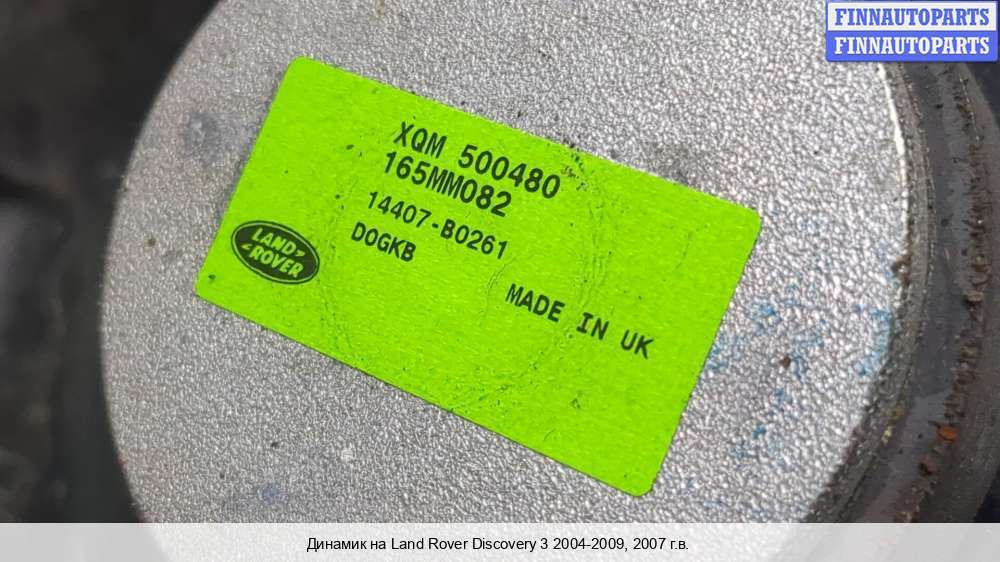 FINNAUTOPARTS
FINNAUTOPARTS
XQM 500480
165MM082
14407-B0261
D0GKB
LAND
ROVER
MADE IN UK
Динамик на Land Rover Discovery 3 2004-2009, 2007 г.в.